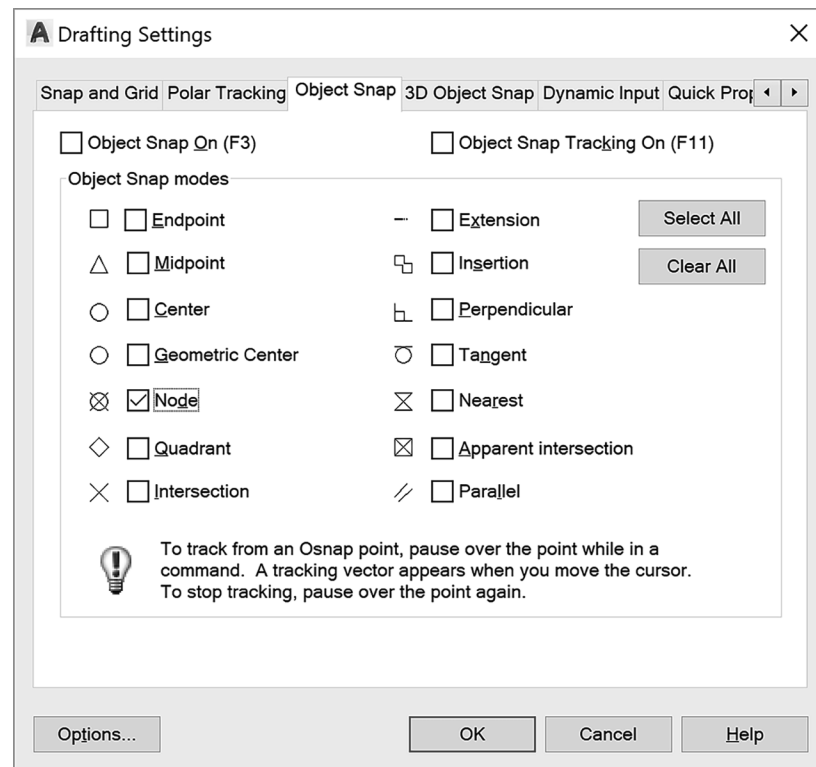 Drafting Settings
Snap and Grid Polar Tracking Object Snap 3D Object Snap Dynamic Input Quick Prop
Object Snap On (F3) Object Snap Tracking On (F11)
Object Snap modes
Endpoint Extension Select All
Midpoint Insertion Clear All
Center Perpendicular
Geometric Center Tangent
Node Nearest
Quadrant Apparent intersection
Intersection Parallel
To track from an Osnap point, pause over the point while in a
command. A tracking vector appears when you move the cursor.
To stop tracking, pause over the point again.
Options... OK Cancel Help